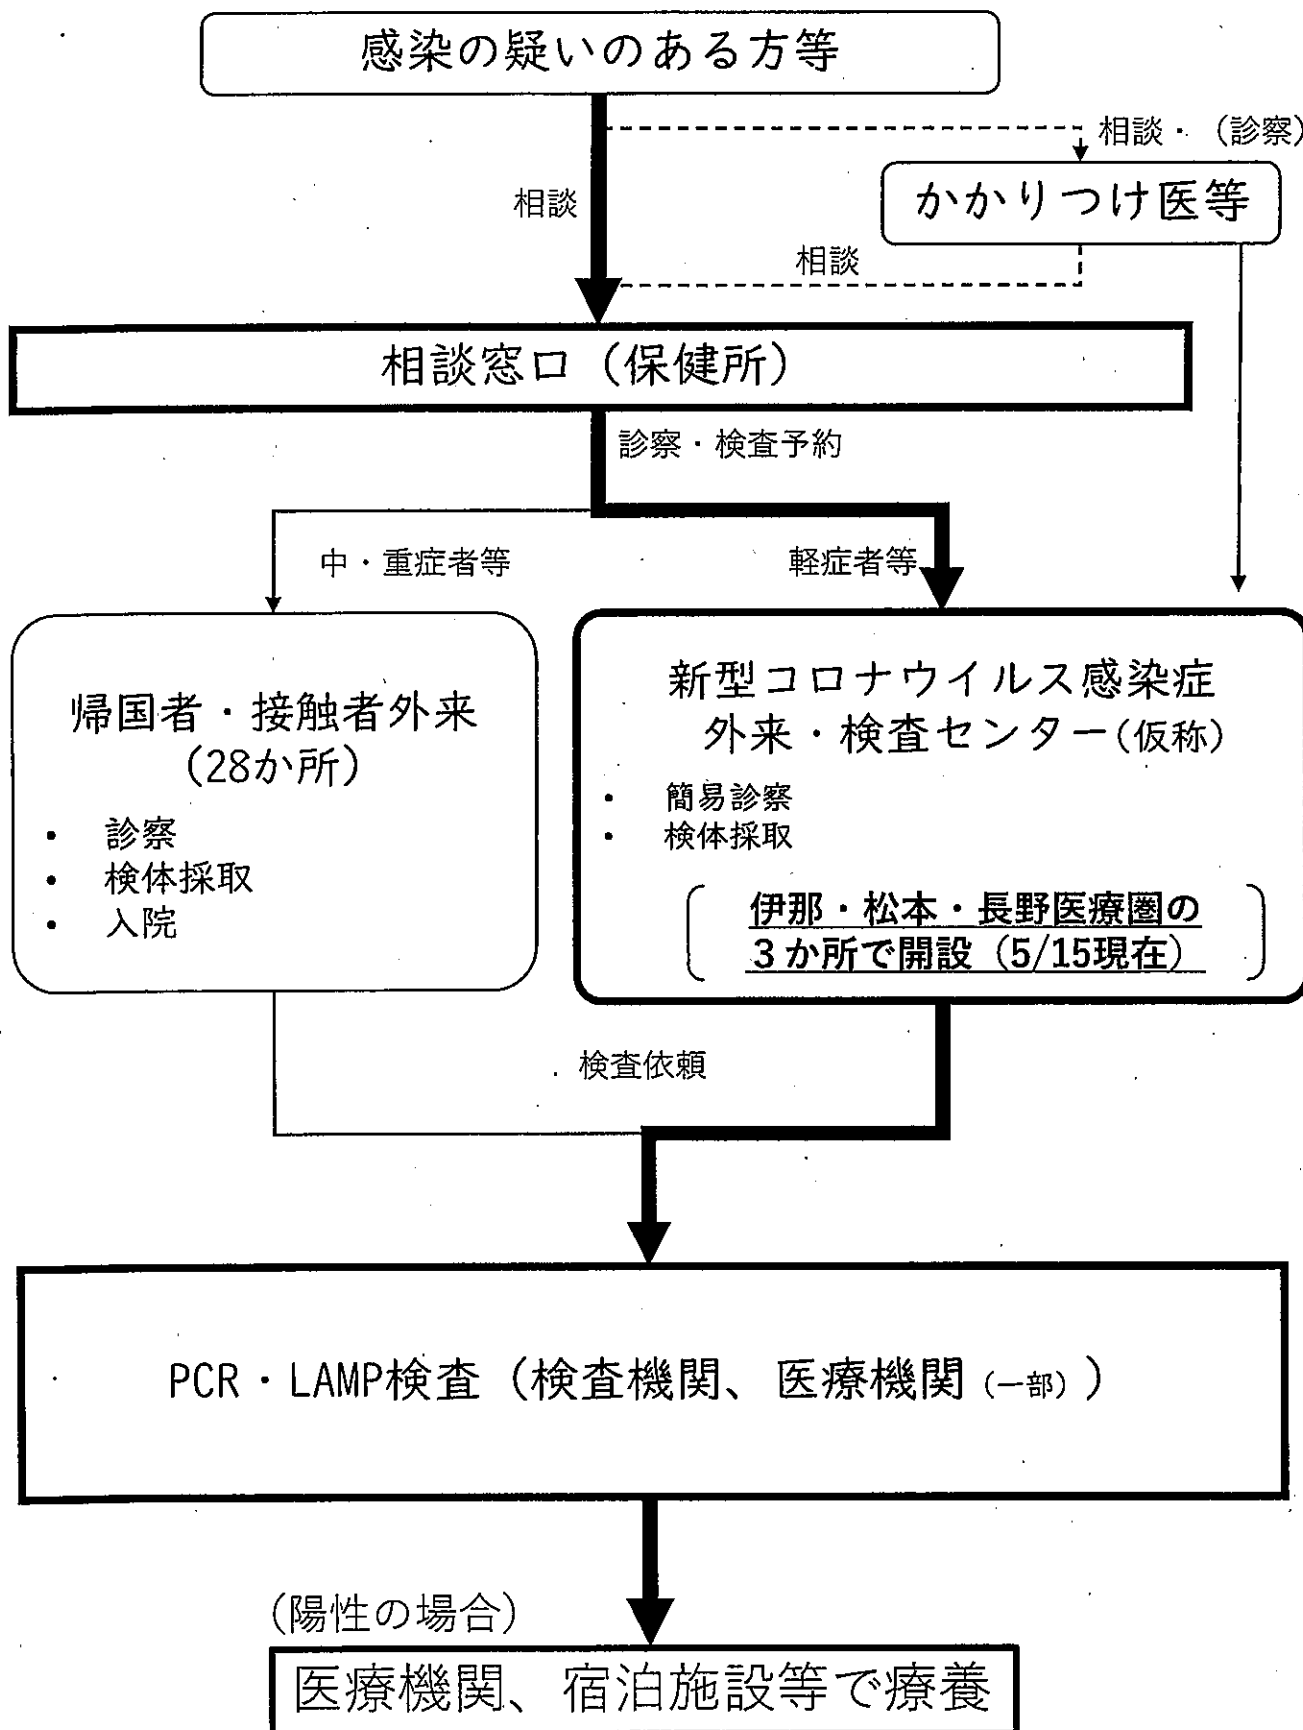 感染の疑いのある方等
相談・（診察）
相談
かかりつけ医等
相談
相談窓口（保健所）
診察・検査予約
中・重症者等
軽症者等
帰国者・接触者外来
（28か所）
・ 診察
・ 検体採取
・ 入院
新型コロナウイルス感染症
外来・検査センター（仮称）
・ 簡易診察
・ 検体採取
伊那・松本・長野医療圏の
３か所で開設（5/15現在）
検査依頼
PCR・LAMP検査（検査機関、医療機関（一部））
（陽性の場合）
医療機関、宿泊施設等で療養